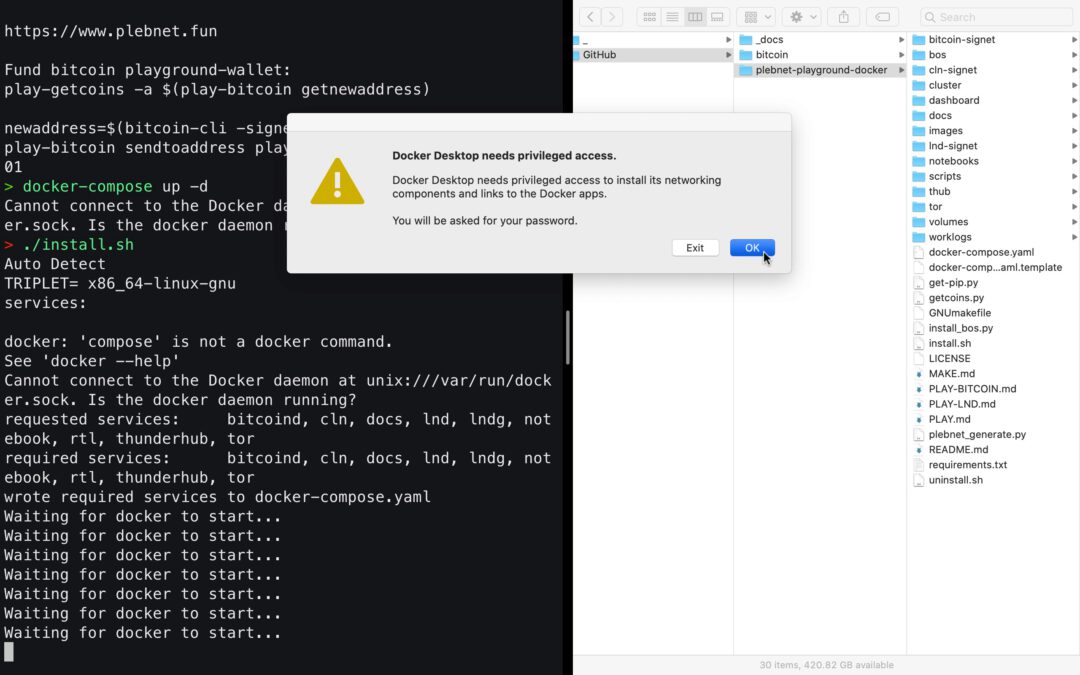 https://www.plebnet.fun
Fund bitcoin playground-wallet:
play-getcoins -a $(play-bitcoin getnewaddress)
newaddress=$(bitcoin-cli -signe
play-bitcoin sendtoaddress play
01
> docker-compose up -d
Cannot connect to the Docker da
er.sock. Is the docker daemon r
> ./install.sh
Auto Detect
TRIPLET= x86_64-linux-gnu
services:
docker: 'compose' is not a docker command.
See 'docker --help'
Cannot connect to the Docker daemon at unix:///var/run/dock
er.sock. Is the docker daemon running?
requested services:     bitcoind, cln, docs, lnd, lndg, not
ebook, rtl, thunderhub, tor
required services:      bitcoind, cln, docs, lnd, lndg, not
ebook, rtl, thunderhub, tor
wrote required services to docker-compose.yaml
Waiting for docker to start...
Waiting for docker to start...
Waiting for docker to start...
Waiting for docker to start...
Waiting for docker to start...
Waiting for docker to start...
Waiting for docker to start...
Docker Desktop needs privileged access.
Docker Desktop needs privileged access to install its networking
components and links to the Docker apps.
You will be asked for your password.
Exit
OK
Search
_
GitHub
_docs
bitcoin
plebnet-playground-docker
bitcoin-signet
bos
cln-signet
cluster
dashboard
docs
images
lnd-signet
notebooks
scripts
thub
tor
volumes
worklogs
docker-compose.yaml
docker-comp...aml.template
get-pip.py
getcoins.py
GNUmakefile
install_bos.py
install.sh
LICENSE
MAKE.md
PLAY-BITCOIN.md
PLAY-LND.md
PLAY.md
plebnet_generate.py
README.md
requirements.txt
uninstall.sh
30 items, 420.82 GB available